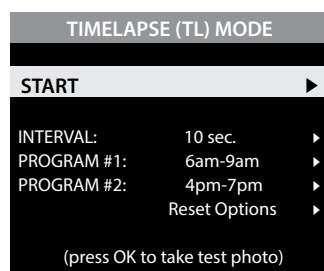 TIMELAPSE (TL) MODE
START
INTERVAL: 10 sec.
PROGRAM #1: 6am-9am
PROGRAM #2: 4pm-7pm
Reset Options
(press OK to take test photo)